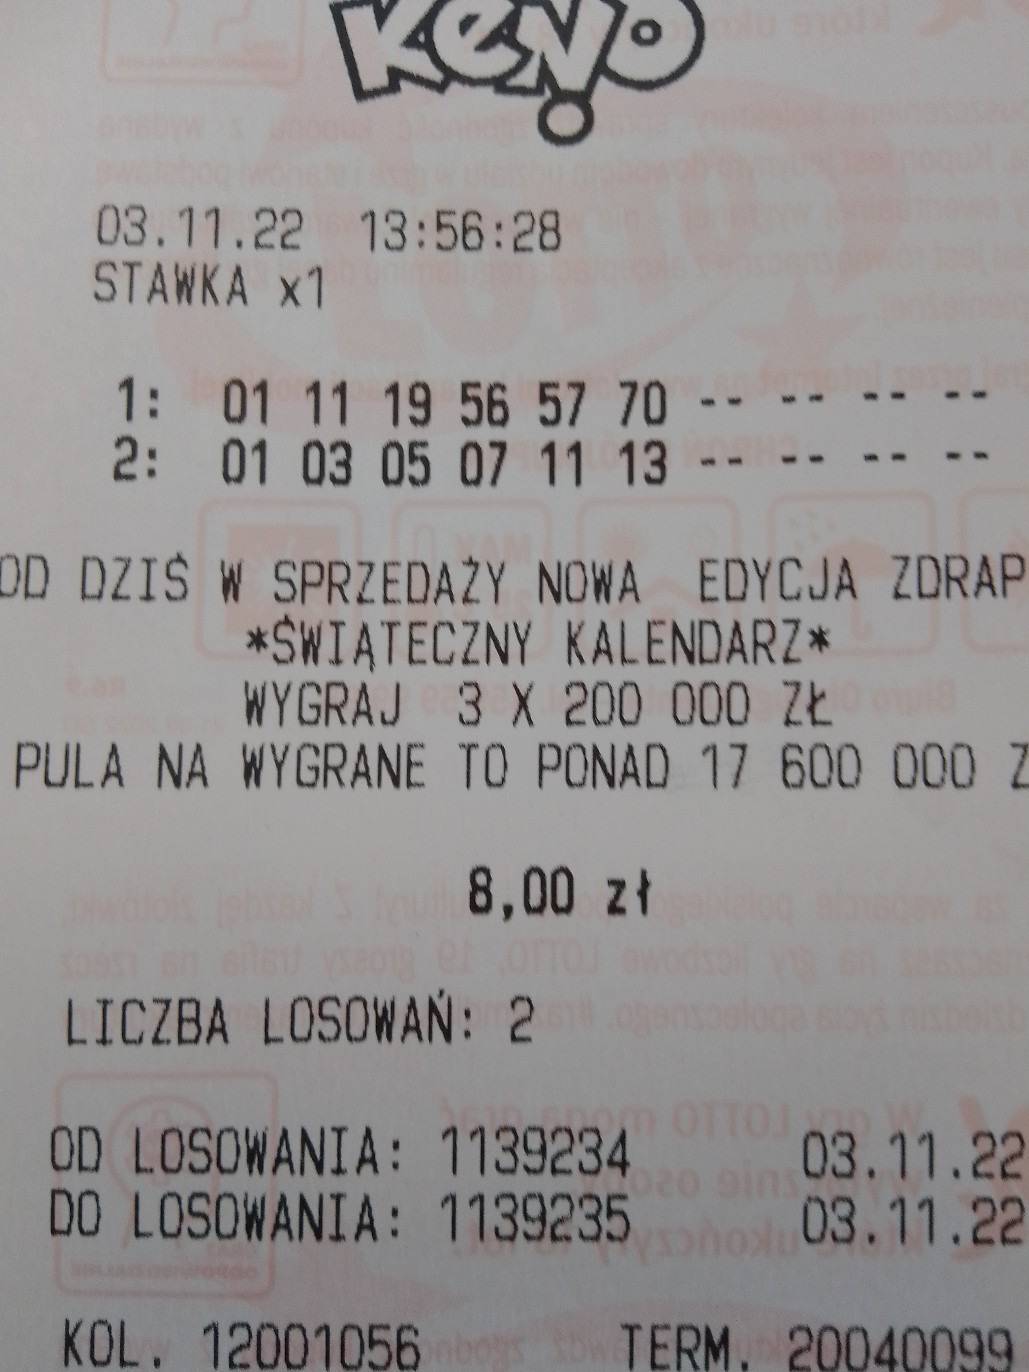 KENO
03.11.22 13:56:28
STAWKA x1
1: 01 11 19 56 57 70 -- -- -- --
2: 01 03 05 07 11 13 -- -- -- --
OD DZIŚ W SPRZEDAŻY NOWA EDYCJA ZDRAP
*ŚWIĄTECZNY KALENDARZ*
WYGRAJ 3 X 200 000 ZŁ
PULA NA WYGRANE TO PONAD 17 600 000 Z
8,00 zł
LICZBA LOSOWAŃ: 2
OD LOSOWANIA: 1139234 03.11.22
DO LOSOWANIA: 1139235 03.11.22
KOL. 12001056 TERM. 20040099